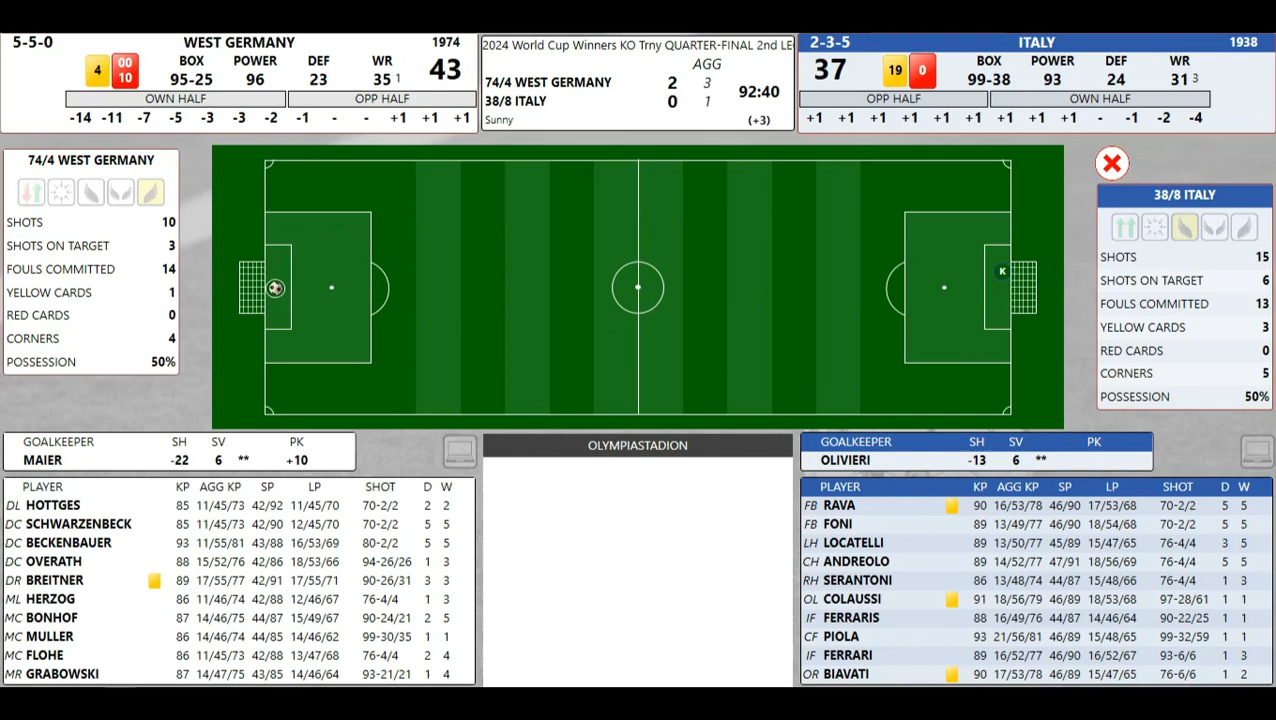 5-5-0 WEST GERMANY 1974
4 00 10 BOX POWER DEF WR 43
95-25 96 23 35 1
OWN HALF OPP HALF
-14 -11 -7 -5 -3 -3 -2 -1 - - +1 +1 +1
2024 World Cup Winners KO Trny QUARTER-FINAL 2nd LE
AGG
74/4 WEST GERMANY 2 3
38/8 ITALY 0 1
92:40
Sunny (+3)
2-3-5 ITALY 1938
37 19 0 BOX POWER DEF WR
99-38 93 24 31 3
OPP HALF OWN HALF
+1 +1 +1 +1 +1 +1 +1 +1 +1 - -1 -2 -4
74/4 WEST GERMANY
SHOTS 10
SHOTS ON TARGET 3
FOULS COMMITTED 14
YELLOW CARDS 1
RED CARDS 0
CORNERS 4
POSSESSION 50%
K
38/8 ITALY
SHOTS 15
SHOTS ON TARGET 6
FOULS COMMITTED 13
YELLOW CARDS 3
RED CARDS 0
CORNERS 5
POSSESSION 50%
GOALKEEPER SH SV PK
MAIER -22 6 ** +10
PLAYER KP AGG KP SP LP SHOT D W
DL HOTTGES 85 11/45/73 42/92 11/45/70 70-2/2 2 2
DC SCHWARZENBECK 85 11/45/73 42/90 12/45/70 70-2/2 5 5
DC BECKENBAUER 93 11/55/81 43/88 16/53/69 80-2/2 5 5
DC OVERATH 88 15/52/76 42/86 18/53/66 94-26/26 1 3
DR BREITNER 89 17/55/77 42/91 17/55/71 90-26/31 3 3
ML HERZOG 86 11/46/74 42/88 12/46/67 76-4/4 1 3
MC BONHOF 87 14/46/75 44/87 15/49/67 90-24/21 2 5
MC MULLER 86 14/46/74 44/85 14/46/62 99-30/35 1 1
MC FLOHE 86 11/45/73 42/88 13/47/68 76-4/4 2 4
MR GRABOWSKI 87 14/47/75 43/85 14/46/64 93-21/21 1 4
OLYMPIASTADION
GOALKEEPER SH SV PK
OLIVIERI -13 6 **
PLAYER KP AGG KP SP LP SHOT D W
FB RAVA 90 16/53/78 46/90 17/53/68 70-2/2 5 5
FB FONI 89 13/49/77 46/90 18/54/68 70-2/2 5 5
LH LOCATELLI 89 13/50/77 45/89 15/47/65 76-4/4 3 5
CH ANDREOLO 89 14/52/77 47/91 18/56/69 76-4/4 5 5
RH SERANTONI 86 13/48/74 44/87 15/48/66 76-4/4 1 3
OL COLAUSSI 91 18/56/79 46/89 18/53/68 97-28/61 1 1
IF FERRARIS 88 16/49/76 44/87 14/46/64 90-22/25 1 1
CF PIOLA 93 21/56/81 46/89 15/48/65 99-32/59 1 1
IF FERRARI 89 16/52/77 46/90 16/52/67 93-6/6 1 3
OR BIAVATI 90 17/53/78 46/89 15/47/65 76-6/6 1 2